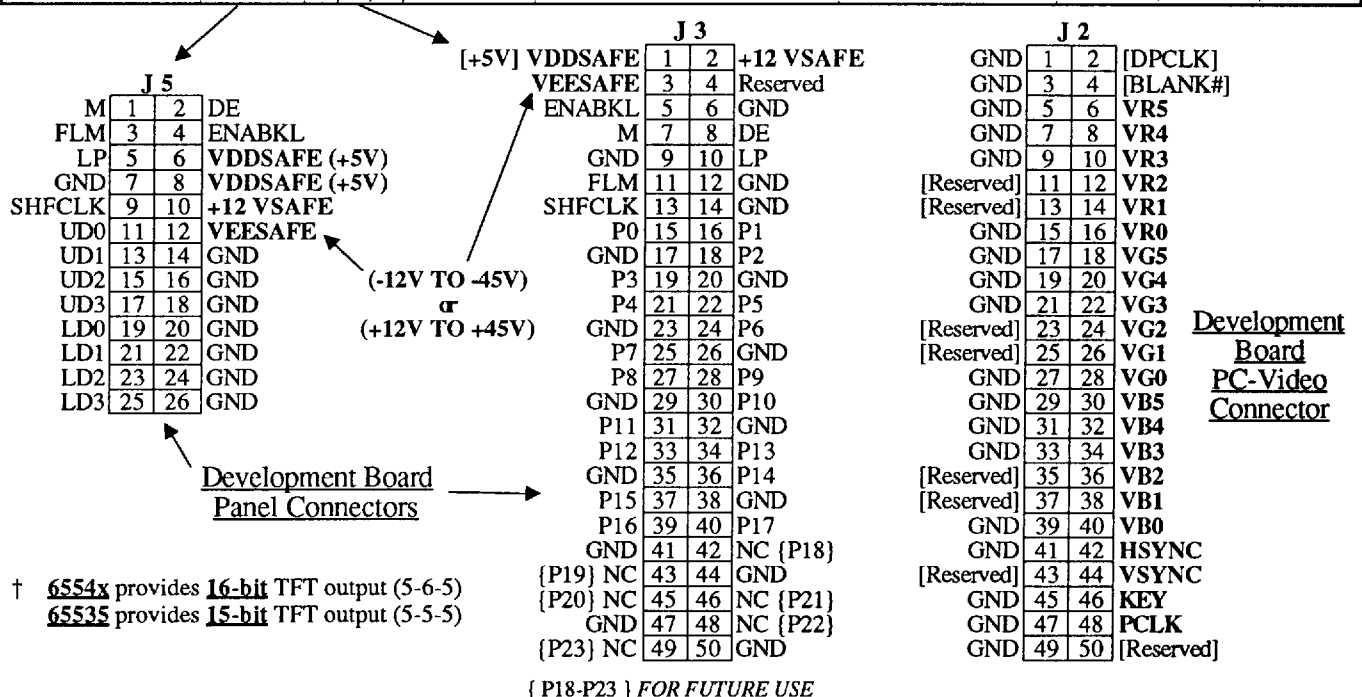 J 5
M 1 2 DE
FLM 3 4 ENABKL
LP 5 6 VDDSAFE (+5V)
GND 7 8 VDDSAFE (+5V)
SHFCLK 9 10 +12 VSAFE
UD0 11 12 VEESAFE
UD1 13 14 GND
UD2 15 16 GND
UD3 17 18 GND
LD0 19 20 GND
LD1 21 22 GND
LD2 23 24 GND
LD3 25 26 GND
(-12V TO -45V)
or
(+12V TO +45V)
Development Board
Panel Connectors
† 6554x provides 16-bit TFT output (5-6-5)
65535 provides 15-bit TFT output (5-5-5)
J 3
[+5V] VDDSAFE 1 2 +12 VSAFE
VEESAFE 3 4 Reserved
ENABKL 5 6 GND
M 7 8 DE
GND 9 10 LP
FLM 11 12 GND
SHFCLK 13 14 GND
P0 15 16 P1
GND 17 18 P2
P3 19 20 GND
P4 21 22 P5
GND 23 24 P6
P7 25 26 GND
P8 27 28 P9
GND 29 30 P10
P11 31 32 GND
P12 33 34 P13
GND 35 36 P14
P15 37 38 GND
P16 39 40 P17
GND 41 42 NC {P18}
{P19} NC 43 44 GND
{P20} NC 45 46 NC {P21}
GND 47 48 NC {P22}
{P23} NC 49 50 GND
{ P18-P23 } FOR FUTURE USE
J 2
GND 1 2 [DPCLK]
GND 3 4 [BLANK#]
GND 5 6 VR5
GND 7 8 VR4
GND 9 10 VR3
[Reserved] 11 12 VR2
[Reserved] 13 14 VR1
GND 15 16 VR0
GND 17 18 VG5
GND 19 20 VG4
GND 21 22 VG3
[Reserved] 23 24 VG2
[Reserved] 25 26 VG1
GND 27 28 VG0
GND 29 30 VB5
GND 31 32 VB4
GND 33 34 VB3
[Reserved] 35 36 VB2
[Reserved] 37 38 VB1
GND 39 40 VB0
GND 41 42 HSYNC
[Reserved] 43 44 VSYNC
GND 45 46 KEY
GND 47 48 PCLK
GND 49 50 [Reserved]
Development
Board
PC-Video
Connector